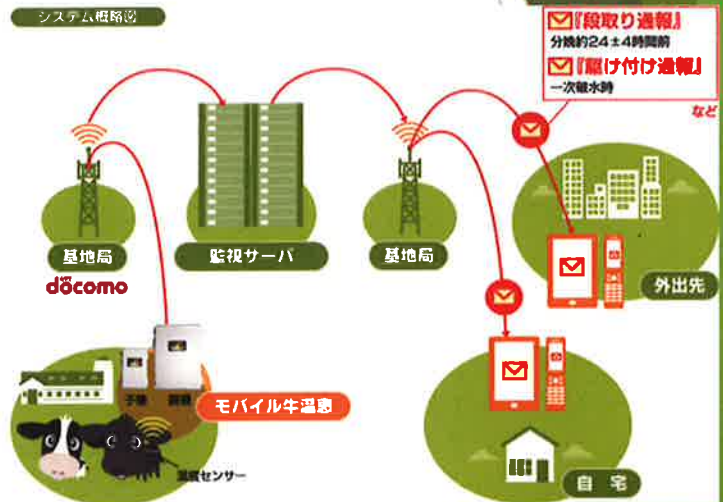 システム概略図
『段取り通報』
分娩約24±4時間前
『駆け付け通報』
一次破水時
など
基地局
döcomo
監視サーバ
基地局
外出先
子機
親機
モバイル牛温恵
温度センサー
自宅